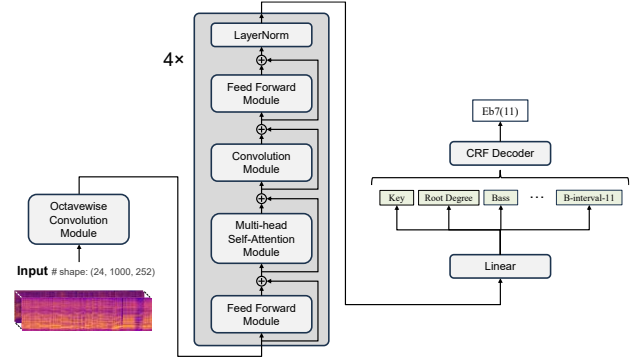 4×
LayerNorm
Feed Forward
Module
Convolution Module
Multi-head
Self-Attention
Module
Feed Forward
Module
Octavewise
Convolution
Module
Input # shape: (24, 1000, 252)
Eb7(11)
CRF Decoder
Key Root Degree Bass ... B-interval-11
Linear